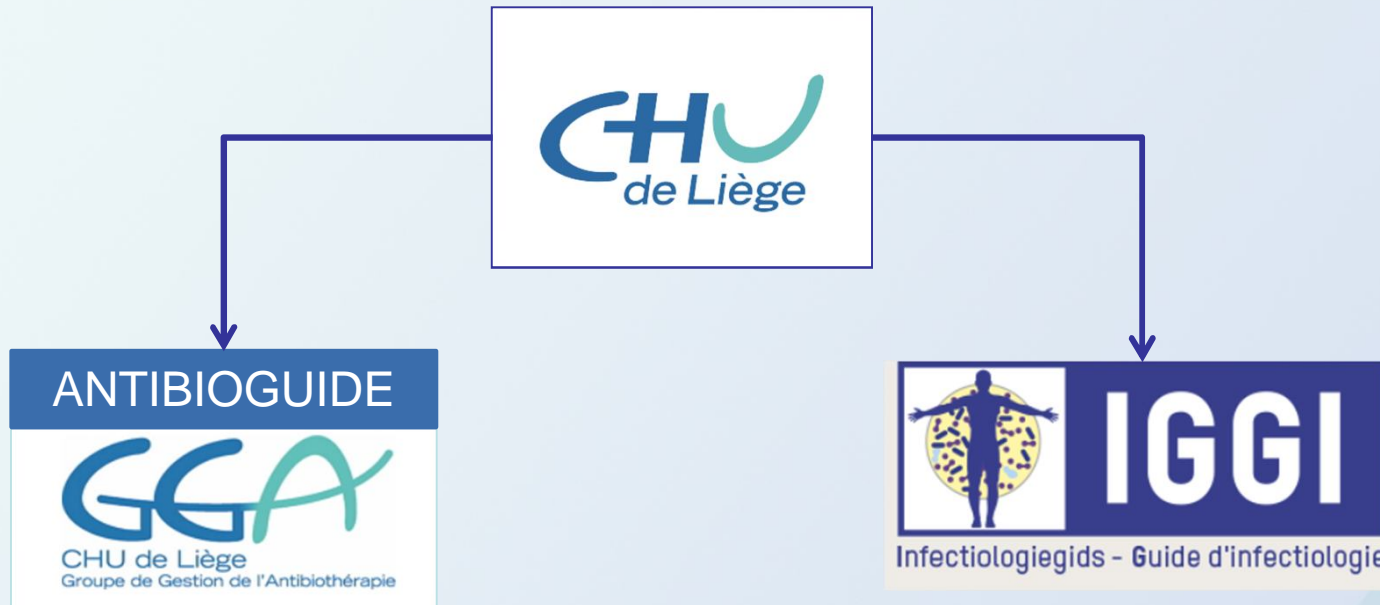 CHU
de Liège
ANTIBIOGUIDE
GGA
CHU de Liège
Groupe de Gestion de l'Antibiothérapie
IGGI
Infectiologiegids - Guide d'infectiologie